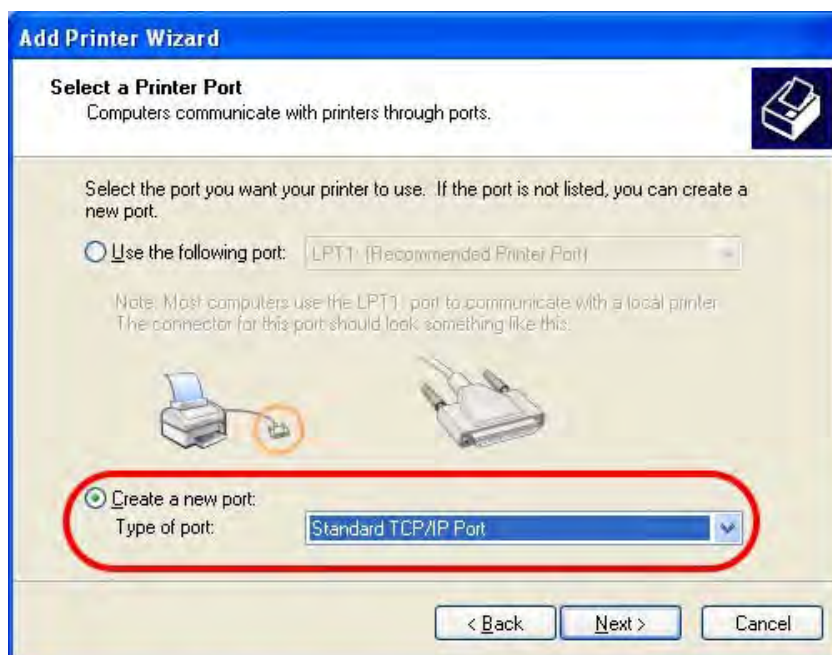 Add Printer Wizard
Select a Printer Port
Computers communicate with printers through ports.
Select the port you want your printer to use. If the port is not listed, you can create a
new port.
Use the following port:
LPT1: (Recommended Printer Port)
Note: Most computers use the LPT1: port to communicate with a local printer.
The connector for this port should look something like this:
Create a new port:
Type of port:
Standard TCP/IP Port
< Back
Next >
Cancel